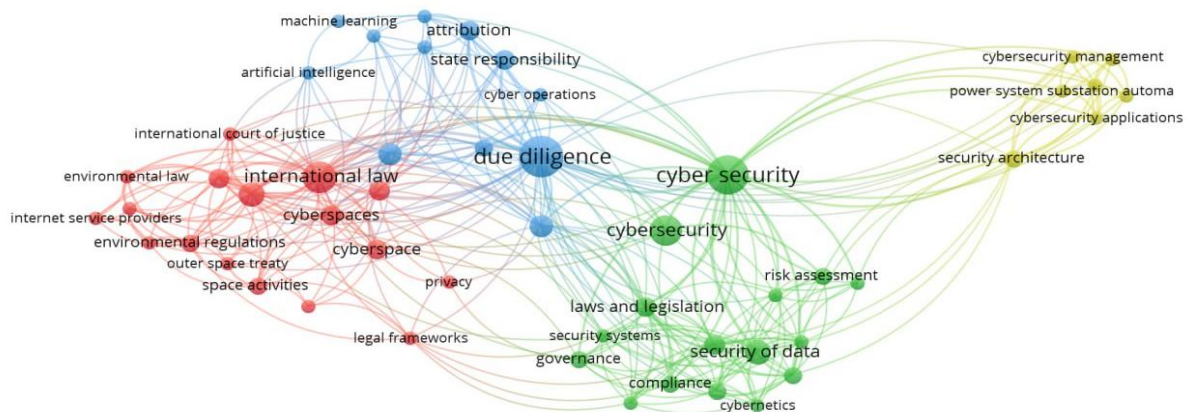 machine learning
attribution
state responsibility
artificial intelligence
cyber operations
international court of justice
due diligence
environmental law
international law
internet service providers
cyberspaces
environmental regulations
cyberspace
outer space treaty
space activities
privacy
legal frameworks
cyber security
cybersecurity
risk assessment
laws and legislation
security systems
governance
security of data
compliance
cybernetics
cybersecurity management
power system substation automa
cybersecurity applications
security architecture